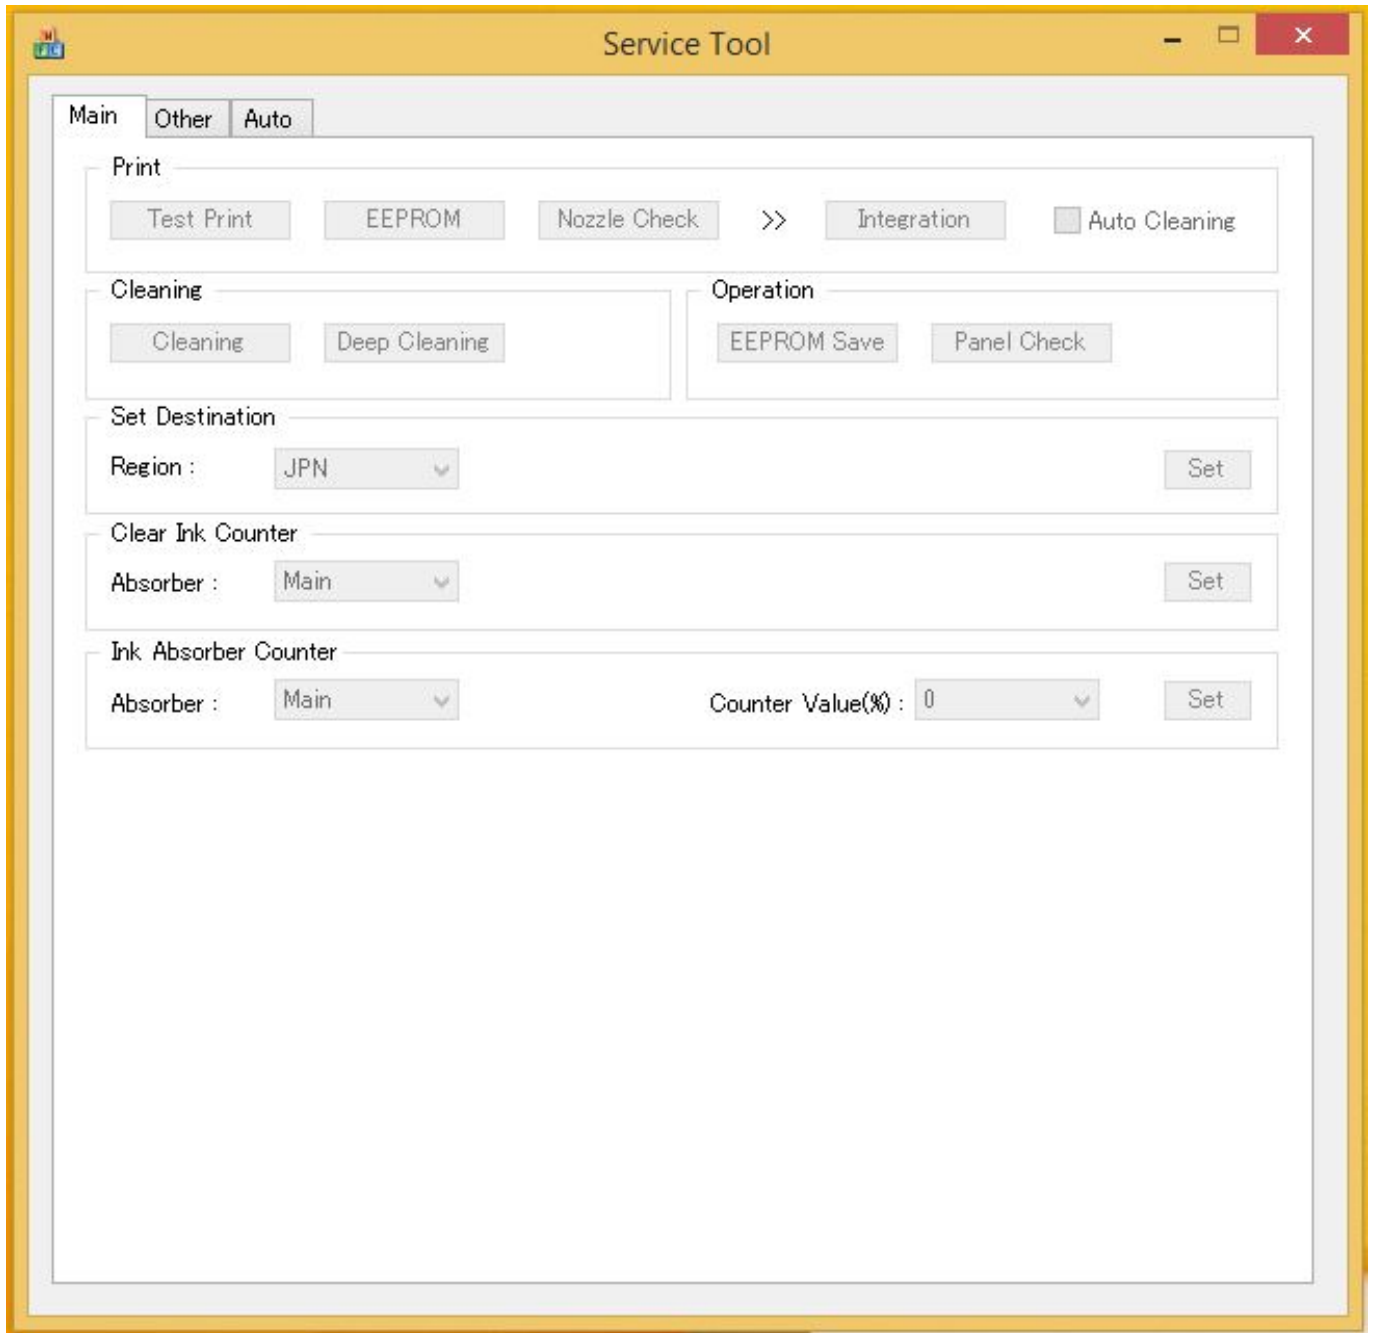 Service Tool
Main Other Auto
Print
Test Print EEPROM Nozzle Check >> Integration Auto Cleaning
Cleaning Operation
Cleaning Deep Cleaning EEPROM Save Panel Check
Set Destination
Region : JPN Set
Clear Ink Counter
Absorber : Main Set
Ink Absorber Counter
Absorber : Main Counter Value(%) : 0 Set